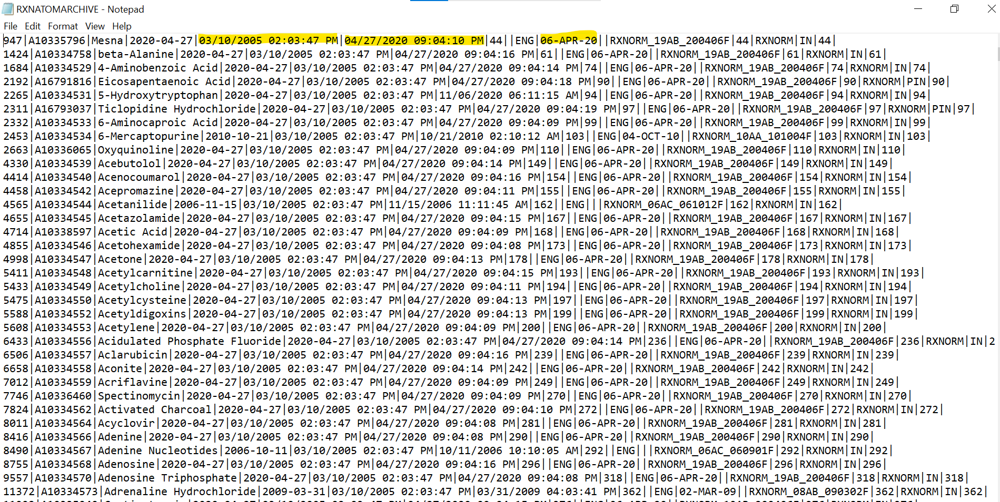 RXNATOMARCHIVE - Notepad
File Edit Format View Help
947|A10335796|Mesna|2020-04-27|03/10/2005 02:03:47 PM|04/27/2020 09:04:10 PM|44||ENG|06-APR-20||RXNORM_19AB_200406F|44|RXNORM|IN|44|
1424|A10334758|beta-Alanine|2020-04-27|03/10/2005 02:03:47 PM|04/27/2020 09:04:16 PM|61||ENG|06-APR-20||RXNORM_19AB_200406F|61|RXNORM|IN|61|
1684|A10334529|4-Aminobenzoic Acid|2020-04-27|03/10/2005 02:03:47 PM|04/27/2020 09:04:14 PM|74||ENG|06-APR-20||RXNORM_19AB_200406F|74|RXNORM|IN|74|
2192|A16791816|Eicosapentaenoic Acid|2020-04-27|03/10/2005 02:03:47 PM|04/27/2020 09:04:18 PM|90||ENG|06-APR-20||RXNORM_19AB_200406F|90|RXNORM|PIN|90|
2265|A10334531|5-Hydroxytryptophan|2020-04-27|03/10/2005 02:03:47 PM|11/06/2020 06:11:15 AM|94||ENG|06-APR-20||RXNORM_19AB_200406F|94|RXNORM|IN|94|
2311|A16793037|Ticlopidine Hydrochloride|2020-04-27|03/10/2005 02:03:47 PM|04/27/2020 09:04:19 PM|97||ENG|06-APR-20||RXNORM_19AB_200406F|97|RXNORM|PIN|97|
2332|A10334533|6-Aminocaproic Acid|2020-04-27|03/10/2005 02:03:47 PM|04/27/2020 09:04:09 PM|99||ENG|06-APR-20||RXNORM_19AB_200406F|99|RXNORM|IN|99|
2453|A10334534|6-Mercaptopurine|2010-10-21|03/10/2005 02:03:47 PM|10/21/2010 02:10:12 AM|103||ENG|04-OCT-10||RXNORM_10AA_101004F|103|RXNORM|IN|103|
2663|A10336065|Oxyquinoline|2020-04-27|03/10/2005 02:03:47 PM|04/27/2020 09:04:09 PM|110||ENG|06-APR-20||RXNORM_19AB_200406F|110|RXNORM|IN|110|
4330|A10334539|Acebutolol|2020-04-27|03/10/2005 02:03:47 PM|04/27/2020 09:04:14 PM|149||ENG|06-APR-20||RXNORM_19AB_200406F|149|RXNORM|IN|149|
4414|A10334540|Acenocoumarol|2020-04-27|03/10/2005 02:03:47 PM|04/27/2020 09:04:16 PM|154||ENG|06-APR-20||RXNORM_19AB_200406F|154|RXNORM|IN|154|
4458|A10334542|Acepromazine|2020-04-27|03/10/2005 02:03:47 PM|04/27/2020 09:04:11 PM|155||ENG|06-APR-20||RXNORM_19AB_200406F|155|RXNORM|IN|155|
4565|A10334544|Acetanilide|2006-11-15|03/10/2005 02:03:47 PM|11/15/2006 11:11:45 AM|162||ENG|||RXNORM_06AC_061012F|162|RXNORM|IN|162|
4655|A10334545|Acetazolamide|2020-04-27|03/10/2005 02:03:47 PM|04/27/2020 09:04:15 PM|167||ENG|06-APR-20||RXNORM_19AB_200406F|167|RXNORM|IN|167|
4714|A10338597|Acetic Acid|2020-04-27|03/10/2005 02:03:47 PM|04/27/2020 09:04:09 PM|168||ENG|06-APR-20||RXNORM_19AB_200406F|168|RXNORM|IN|168|
4855|A10334546|Acetohexamide|2020-04-27|03/10/2005 02:03:47 PM|04/27/2020 09:04:08 PM|173||ENG|06-APR-20||RXNORM_19AB_200406F|173|RXNORM|IN|173|
4998|A10334547|Acetone|2020-04-27|03/10/2005 02:03:47 PM|04/27/2020 09:04:13 PM|178||ENG|06-APR-20||RXNORM_19AB_200406F|178|RXNORM|IN|178|
5411|A10334548|Acetylcarnitine|2020-04-27|03/10/2005 02:03:47 PM|04/27/2020 09:04:15 PM|193||ENG|06-APR-20||RXNORM_19AB_200406F|193|RXNORM|IN|193|
5433|A10334549|Acetylcholine|2020-04-27|03/10/2005 02:03:47 PM|04/27/2020 09:04:11 PM|194||ENG|06-APR-20||RXNORM_19AB_200406F|194|RXNORM|IN|194|
5475|A10334550|Acetylcysteine|2020-04-27|03/10/2005 02:03:47 PM|04/27/2020 09:04:13 PM|197||ENG|06-APR-20||RXNORM_19AB_200406F|197|RXNORM|IN|197|
5588|A10334552|Acetyldigoxins|2020-04-27|03/10/2005 02:03:47 PM|04/27/2020 09:04:13 PM|199||ENG|06-APR-20||RXNORM_19AB_200406F|199|RXNORM|IN|199|
5608|A10334553|Acetylene|2020-04-27|03/10/2005 02:03:47 PM|04/27/2020 09:04:09 PM|200||ENG|06-APR-20||RXNORM_19AB_200406F|200|RXNORM|IN|200|
6433|A10334556|Acidulated Phosphate Fluoride|2020-04-27|03/10/2005 02:03:47 PM|04/27/2020 09:04:14 PM|236||ENG|06-APR-20||RXNORM_19AB_200406F|236|RXNORM|IN|2
6506|A10334557|Aclarubicin|2020-04-27|03/10/2005 02:03:47 PM|04/27/2020 09:04:16 PM|239||ENG|06-APR-20||RXNORM_19AB_200406F|239|RXNORM|IN|239|
6658|A10334558|Aconite|2020-04-27|03/10/2005 02:03:47 PM|04/27/2020 09:04:14 PM|242||ENG|06-APR-20||RXNORM_19AB_200406F|242|RXNORM|IN|242|
7012|A10334559|Acriflavine|2020-04-27|03/10/2005 02:03:47 PM|04/27/2020 09:04:09 PM|249||ENG|06-APR-20||RXNORM_19AB_200406F|249|RXNORM|IN|249|
7746|A10336460|Spectinomycin|2020-04-27|03/10/2005 02:03:47 PM|04/27/2020 09:04:09 PM|270||ENG|06-APR-20||RXNORM_19AB_200406F|270|RXNORM|IN|270|
7824|A10334562|Activated Charcoal|2020-04-27|03/10/2005 02:03:47 PM|04/27/2020 09:04:10 PM|272||ENG|06-APR-20||RXNORM_19AB_200406F|272|RXNORM|IN|272|
8011|A10334564|Acyclovir|2020-04-27|03/10/2005 02:03:47 PM|04/27/2020 09:04:08 PM|281||ENG|06-APR-20||RXNORM_19AB_200406F|281|RXNORM|IN|281|
8416|A10334566|Adenine|2020-04-27|03/10/2005 02:03:47 PM|04/27/2020 09:04:08 PM|290||ENG|06-APR-20||RXNORM_19AB_200406F|290|RXNORM|IN|290|
8490|A10334567|Adenine Nucleotides|2006-10-11|03/10/2005 02:03:47 PM|10/11/2006 10:10:05 AM|292||ENG|||RXNORM_06AC_060901F|292|RXNORM|IN|292|
8755|A10334568|Adenosine|2020-04-27|03/10/2005 02:03:47 PM|04/27/2020 09:04:16 PM|296||ENG|06-APR-20||RXNORM_19AB_200406F|296|RXNORM|IN|296|
9557|A10334570|Adenosine Triphosphate|2020-04-27|03/10/2005 02:03:47 PM|04/27/2020 09:04:08 PM|318||ENG|06-APR-20||RXNORM_19AB_200406F|318|RXNORM|IN|318|
11372|A10334573|Adrenaline Hydrochloride|2009-03-31|03/10/2005 02:03:47 PM|03/31/2009 04:03:41 PM|362||ENG|02-MAR-09||RXNORM_08AB_090302F|362|RXNORM|IN|362|